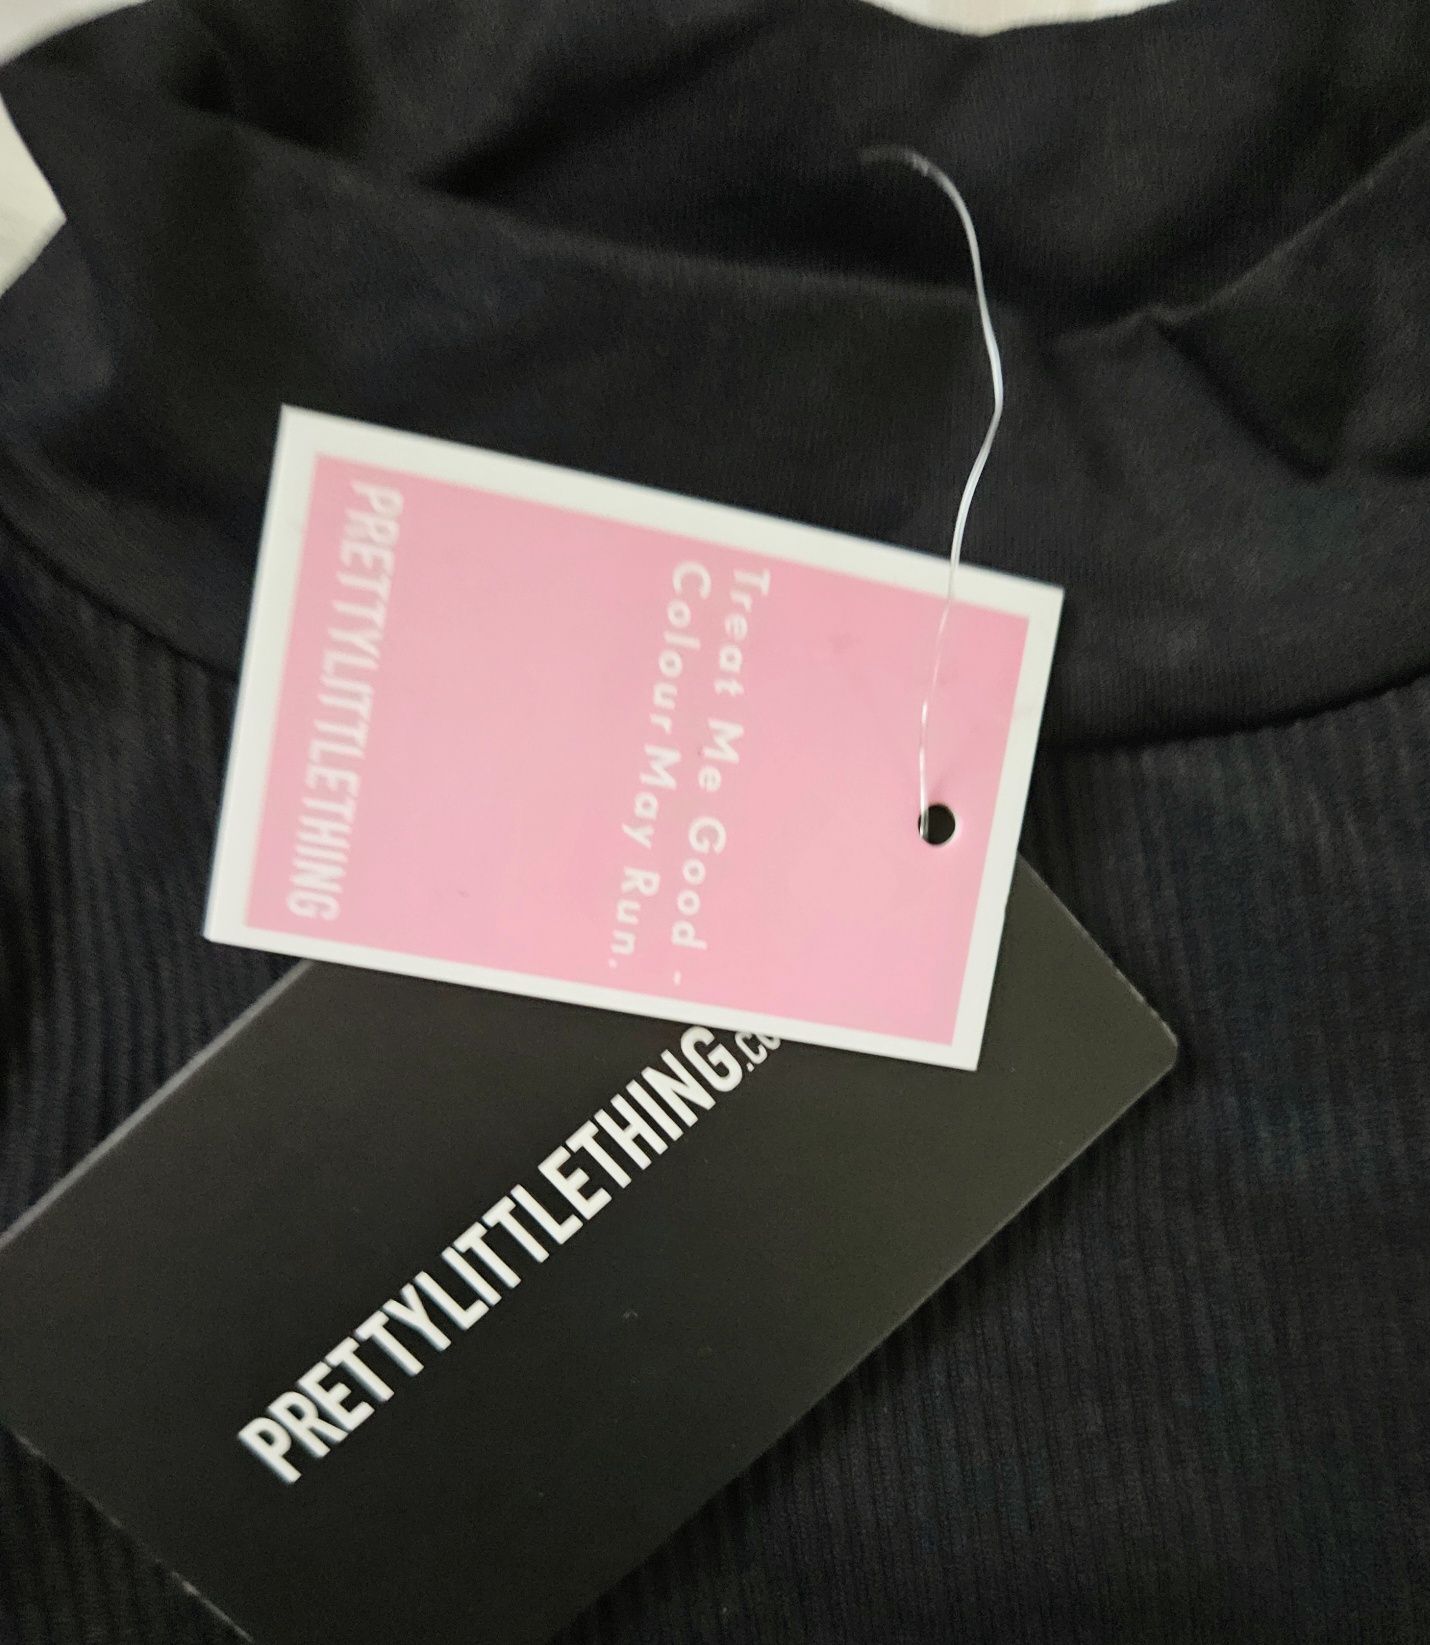 Treat Me Good -
Colour May Run.
PRETTYLITTLETHING
PRETTYLITTLETHING.co